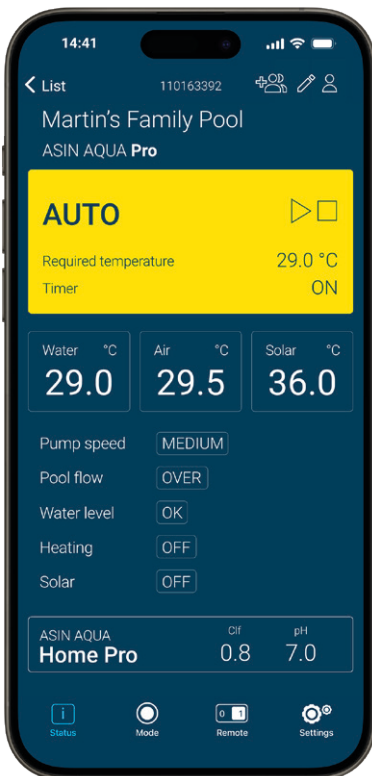 14:41
List 110163392
Martin's Family Pool
ASIN AQUA Pro
AUTO
Required temperature 29.0 °C
Timer ON
Water °C Air °C Solar °C
29.0 29.5 36.0
Pump speed MEDIUM
Pool flow OVER
Water level OK
Heating OFF
Solar OFF
ASIN AQUA Clf pH
Home Pro 0.8 7.0
i 0 1
Status Mode Remote Settings